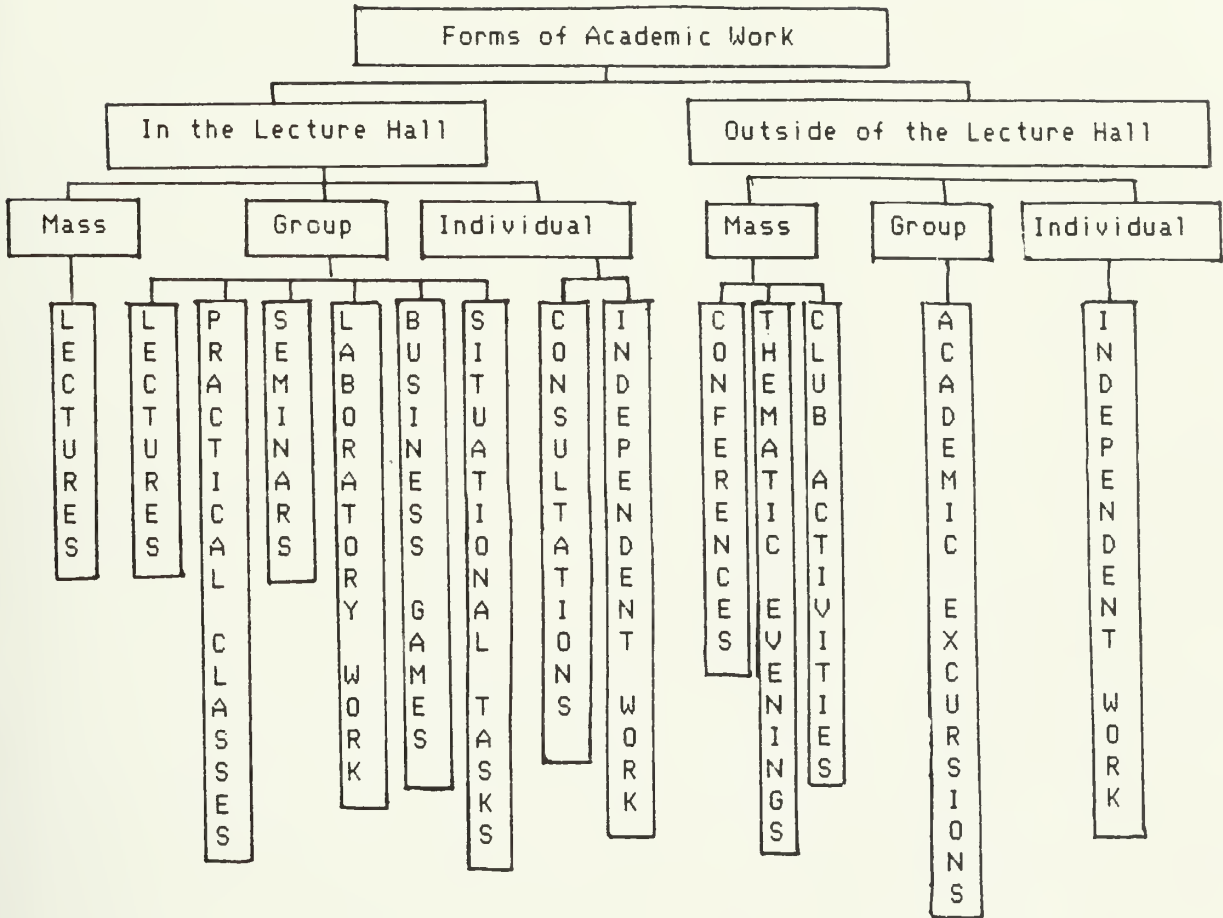 Forms of Academic Work
In the Lecture Hall
Outside of the Lecture Hall
Mass
Group
Individual
Mass
Group
Individual
LECTURES
LECTURES
PRACTICAL CLASSES
SEMINARS
LABORATORY WORK
BUSINESS GAMES
SITUATIONAL TASKS
CONSULTATIONS
INDEPENDENT WORK
CONFERENCES
THEMATIC EVENINGS
CLUB ACTIVITIES
ACADEMIC EXCURSIONS
INDEPENDENT WORK